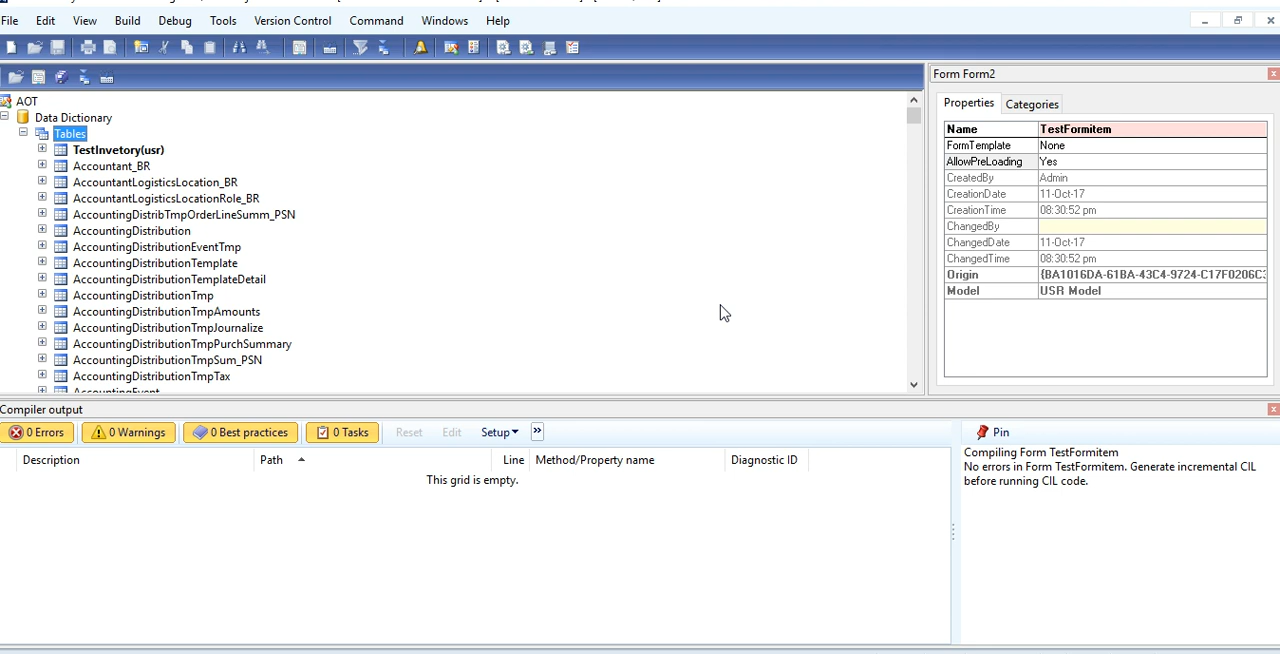 File Edit View Build Debug Tools Version Control Command Windows Help
AOT
Data Dictionary
Tables
TestInvetory(usr)
Accountant_BR
AccountantLogisticsLocation_BR
AccountantLogisticsLocationRole_BR
AccountingDistribTmpOrderLineSumm_PSN
AccountingDistribution
AccountingDistributionEventTmp
AccountingDistributionTemplate
AccountingDistributionTemplateDetail
AccountingDistributionTmp
AccountingDistributionTmpAmounts
AccountingDistributionTmpJournalize
AccountingDistributionTmpPurchSummary
AccountingDistributionTmpSum_PSN
AccountingDistributionTmpTax
AccountingEvent
Form Form2
Properties Categories
Name TestFormitem
FormTemplate None
AllowPreLoading Yes
CreatedBy Admin
CreationDate 11-Oct-17
CreationTime 08:30:52 pm
ChangedBy
ChangedDate 11-Oct-17
ChangedTime 08:30:52 pm
Origin {BA1016DA-61BA-43C4-9724-C17F0206C3
Model USR Model
Compiler output
0 Errors 0 Warnings 0 Best practices 0 Tasks Reset Edit Setup »
Description Path Line Method/Property name Diagnostic ID
This grid is empty.
Pin
Compiling Form TestFormitem
No errors in Form TestFormitem. Generate incremental CIL
before running CIL code.